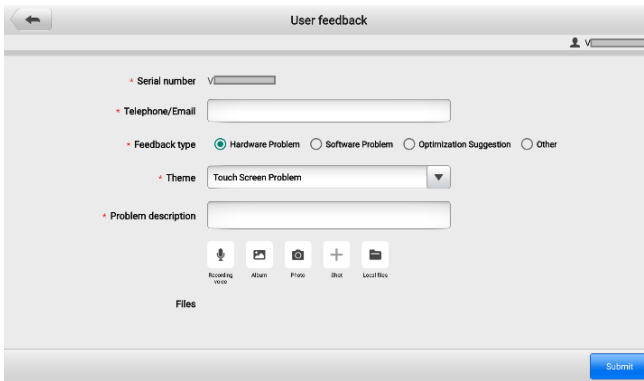 User feedback
V
* Serial number V
* Telephone/Email
* Feedback type Hardware Problem Software Problem Optimization Suggestion Other
* Theme Touch Screen Problem
* Problem description
Recording voice Album Photo Shot Local files
Files
Submit